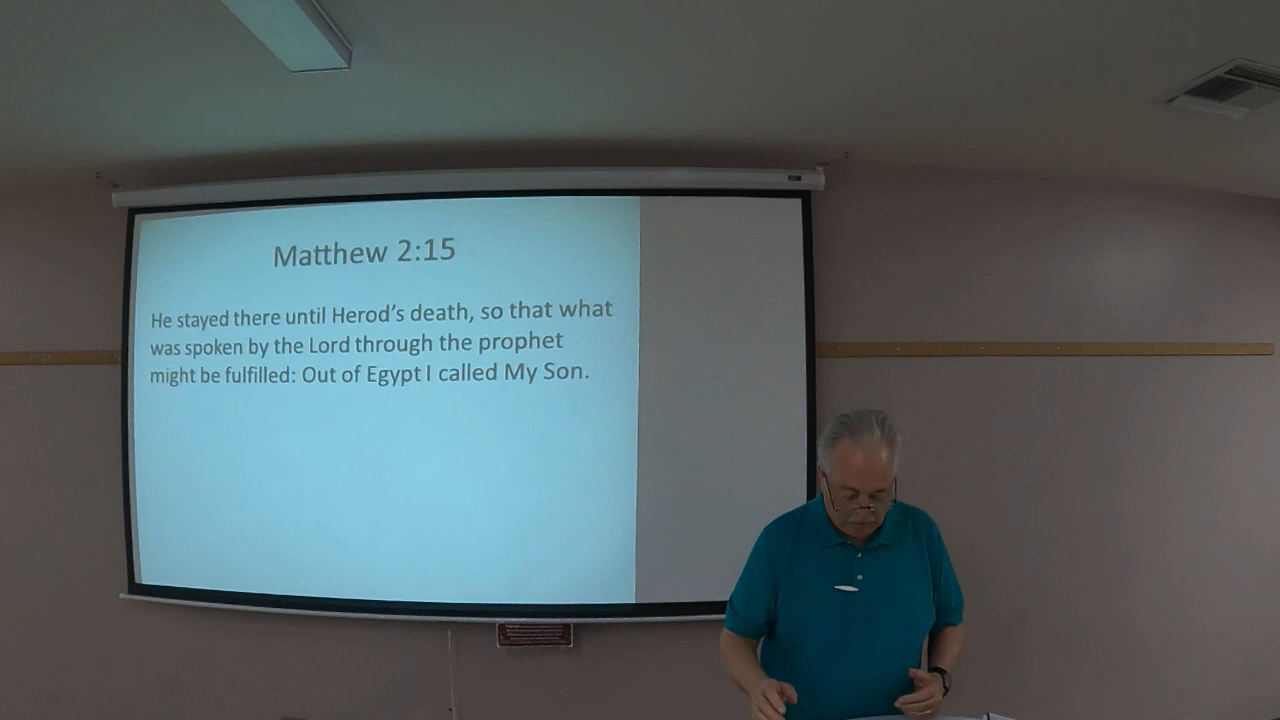 Matthew 2:15
He stayed there until Herod's death, so that what
was spoken by the Lord through the prophet
might be fulfilled: Out of Egypt I called My Son.